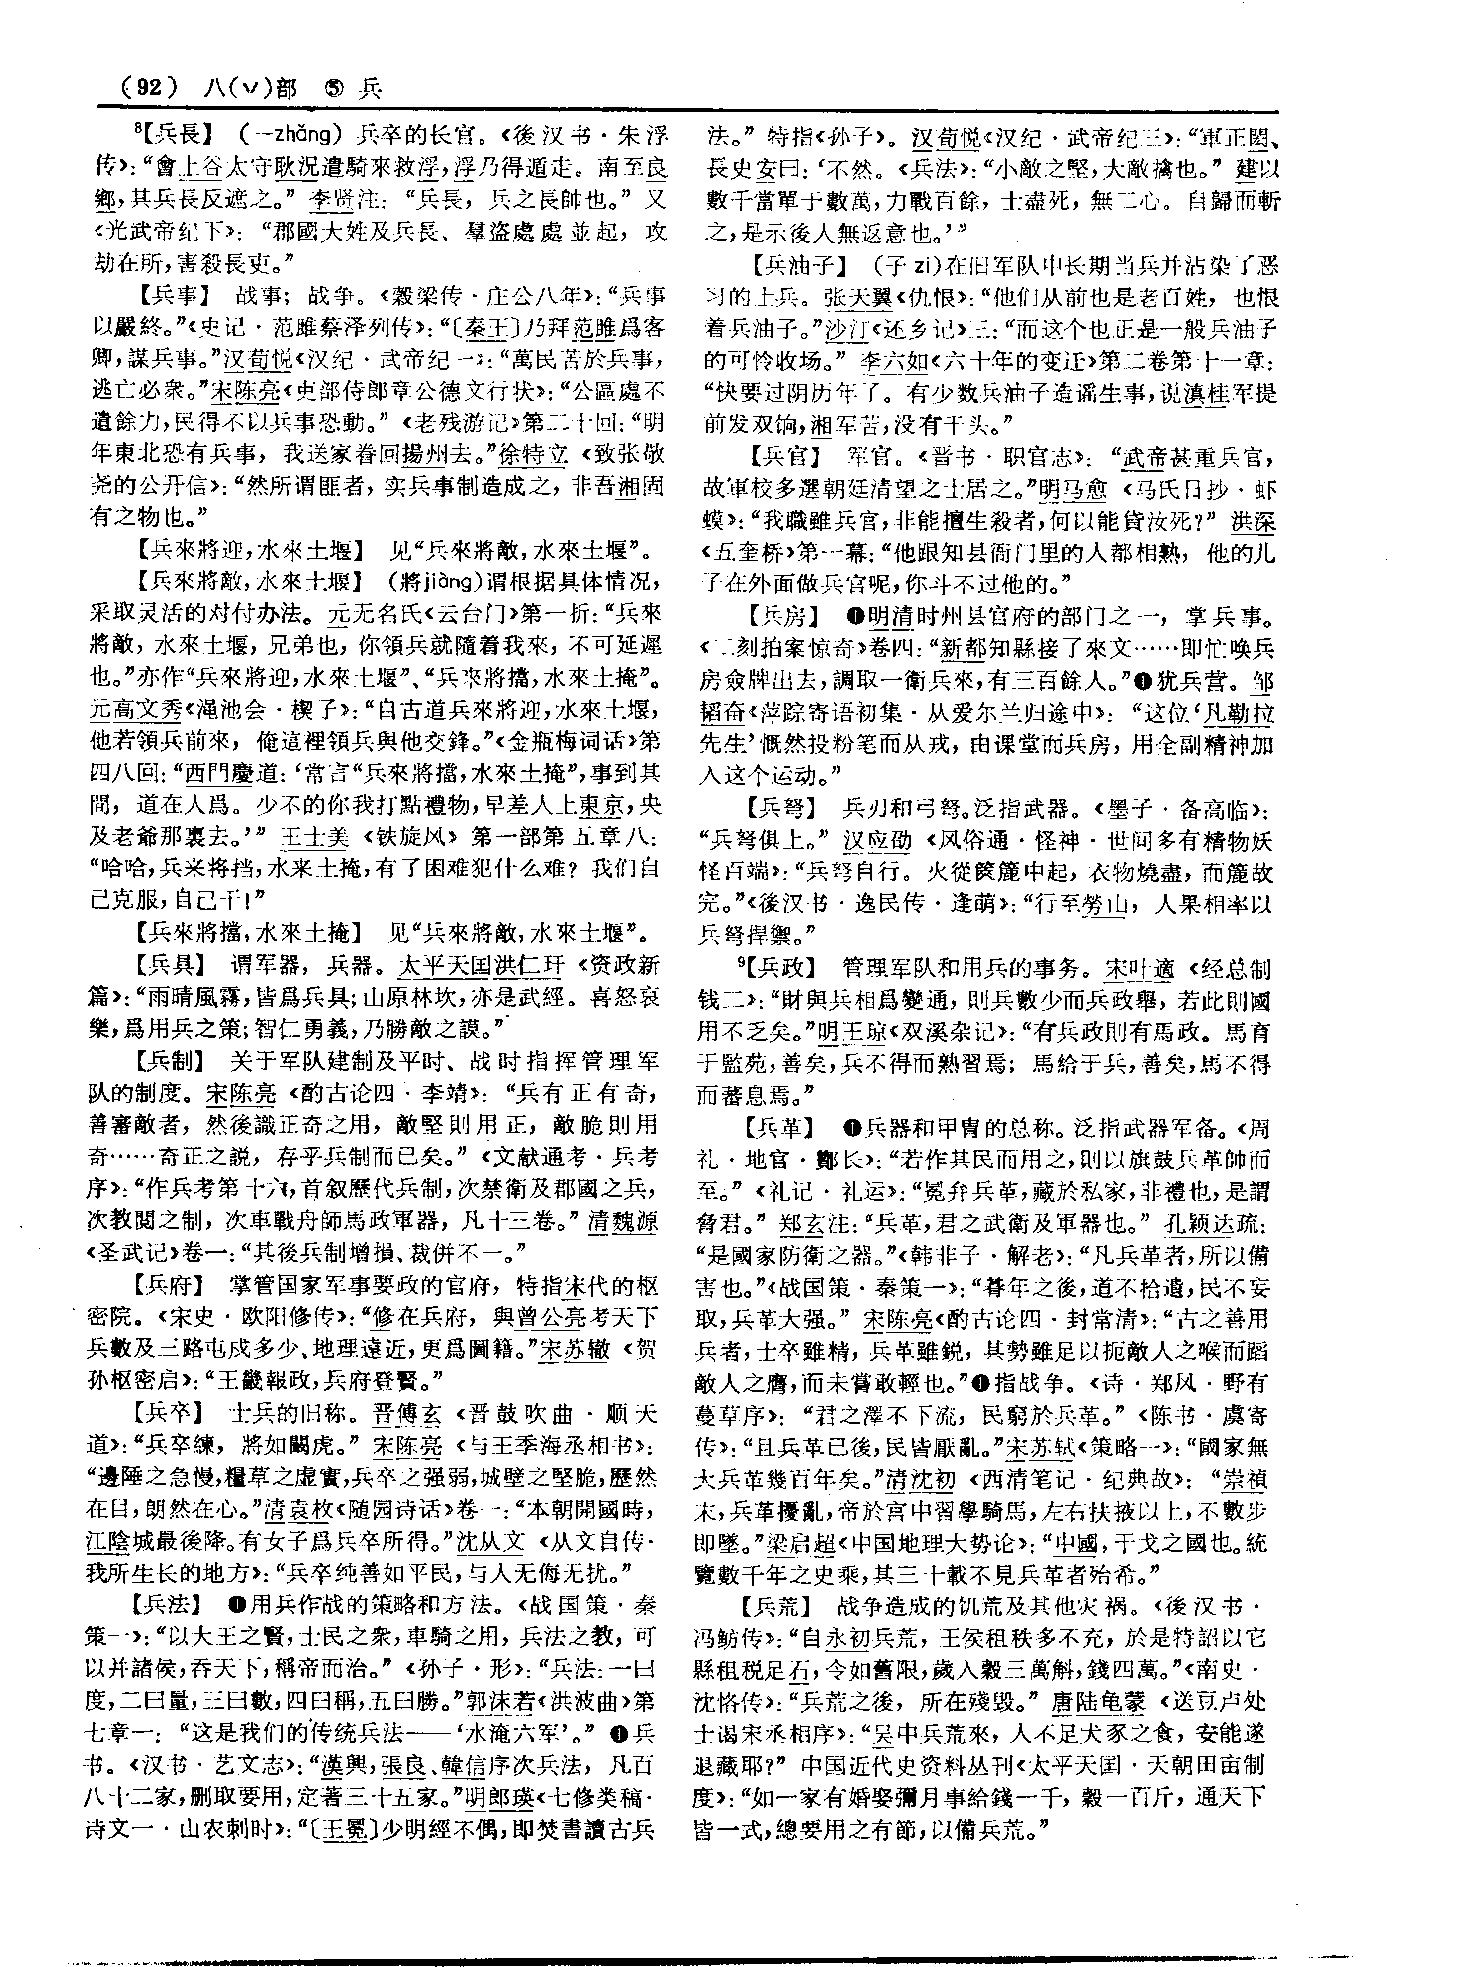 (92) 八(丷)部 ⑤ 兵
⁸【兵長】 (—zhǎng) 兵卒的长官。《後汉书·朱浮
传》：“會上谷太守耿況遣騎來救浮，浮乃得遁走。南至良
鄉，其兵長反遮之。” 李贤注：“兵長，兵之長帥也。” 又
《光武帝纪下》：“郡國大姓及兵長、羣盜處處並起，攻
劫在所，害殺長吏。”
【兵事】 战事；战争。《穀梁传·庄公八年》：“兵事
以嚴終。”《史记·范雎蔡泽列传》：“〔秦王〕乃拜范雎爲客
卿，謀兵事。”汉荀悦《汉纪·武帝纪一》：“萬民苦於兵事，
逃亡必衆。”宋陈亮《吏部侍郎章公德文行状》：“公區處不
遺餘力，民得不以兵事恐動。” 《老残游记》第二十回：“明
年東北恐有兵事，我送家眷回揚州去。”徐特立《致张敬
尧的公开信》：“然所谓匪者，实兵事制造成之，非吾湘固
有之物也。”
【兵來將迎，水來土堰】 见“兵來將敵，水來土堰”。
【兵來將敵，水來土堰】 (將jiàng)谓根据具体情况，
采取灵活的对付办法。元无名氏《云台门》第一折：“兵來
將敵，水來土堰，兄弟也，你領兵就隨着我來，不可延遲
也。”亦作“兵來將迎，水來土堰”、“兵來將擋，水來土掩”。
元高文秀《渑池会·楔子》：“自古道兵來將迎，水來土堰，
他若領兵前來，俺這裡領兵與他交鋒。”《金瓶梅词话》第
四八回：“西門慶道：‘常言“兵來將擋，水來土掩”，事到其
間，道在人爲。少不的你我打點禮物，早差人上東京，央
及老爺那裏去。’” 王士美《铁旋风》第一部第五章八：
“哈哈，兵来将挡，水来土掩，有了困难犯什么难？我们自
己克服，自己干！”
【兵來將擋，水來土掩】 见“兵來將敵，水來土堰”。
【兵具】 谓军器，兵器。太平天囯洪仁玕《资政新
篇》：“雨晴風霧，皆爲兵具；山原林坎，亦是武經。喜怒哀
樂，爲用兵之策；智仁勇義，乃勝敵之謨。”
【兵制】 关于军队建制及平时、战时指挥管理军
队的制度。宋陈亮《酌古论四·李靖》：“兵有正有奇，
善審敵者，然後識正奇之用，敵堅則用正，敵脆則用
奇……奇正之説，存乎兵制而已矣。”《文献通考·兵考
序》：“作兵考第十六，首叙歷代兵制，次禁衛及郡國之兵，
次教閲之制，次車戰舟師馬政軍器，凡十三卷。” 清魏源
《圣武记》卷一：“其後兵制增損、裁併不一。”
【兵府】 掌管国家军事要政的官府，特指宋代的枢
密院。《宋史·欧阳修传》：“修在兵府，與曾公亮考天下
兵數及三路屯戍多少、地理遠近，更爲圖籍。”宋苏辙《贺
孙枢密启》：“王畿報政，兵府登賢。”
【兵卒】 士兵的旧称。晋傅玄《晋鼓吹曲·顺天
道》：“兵卒練，將如闞虎。” 宋陈亮《与王季海丞相书》：
“邊陲之急慢，糧草之虚實，兵卒之强弱，城壁之堅脆，歷然
在目，朗然在心。”清袁枚《随园诗话》卷一：“本朝開國時，
江陰城最後降。有女子爲兵卒所得。”沈从文《从文自传·
我所生长的地方》：“兵卒纯善如平民，与人无侮无扰。”
【兵法】 ❶用兵作战的策略和方法。《战国策·秦
策一》：“以大王之賢，士民之衆，車騎之用，兵法之教，可
以并諸侯，吞天下，稱帝而治。”《孙子·形》：“兵法：一曰
度，二曰量，三曰數，四曰稱，五曰勝。”郭沫若《洪波曲》第
七章一：“这是我们的传统兵法——‘水淹六军’。” ❶兵
书。《汉书·艺文志》：“漢興，張良、韓信序次兵法，凡百
八十二家，删取要用，定著三十五家。”明郎瑛《七修类稿·
诗文一·山农刺时》：“〔王冕〕少明經不偶，即焚書讀古兵
法。”特指《孙子》。汉荀悦《汉纪·武帝纪三》：“軍正閎、
長史安曰：‘不然。《兵法》：“小敵之堅，大敵擒也。” 建以
數千當單于數萬，力戰百餘，士盡死，無二心。自歸而斬
之，是示後人無返意也。’”
【兵油子】 (子 zi)在旧军队中长期当兵并沾染了恶
习的士兵。张天翼《仇恨》：“他们从前也是老百姓，也恨
着兵油子。”沙汀《还乡记》三：“而这个也正是一般兵油子
的可怜收场。” 李六如《六十年的变迁》第二卷第十一章：
“快要过阴历年了。有少数兵油子造谣生事，说滇桂军提
前发双饷，湘军苦，没有干头。”
【兵官】 军官。《晋书·职官志》：“武帝甚重兵官，
故軍校多選朝廷清望之士居之。”明马愈《马氏日抄·虾
蟆》：“我職雖兵官，非能擅生殺者，何以能貸汝死？” 洪深
《五奎桥》第一幕：“他跟知县衙门里的人都相熟，他的儿
子在外面做兵官呢，你斗不过他的。”
【兵房】 ❶明清时州县官府的部门之一，掌兵事。
《二刻拍案惊奇》卷四：“新都知縣接了來文……即忙喚兵
房僉牌出去，調取一衛兵來，有三百餘人。”❶犹兵营。邹
韬奋《萍踪寄语初集·从爱尔兰归途中》：“这位‘凡勒拉
先生’慨然投粉笔而从戎，由课堂而兵房，用全副精神加
入这个运动。”
【兵弩】 兵刃和弓弩。泛指武器。《墨子·备高临》：
“兵弩俱上。” 汉应劭《风俗通·怪神·世间多有精物妖
怪百端》：“兵弩自行。火從篋簏中起，衣物燒盡，而簏故
完。”《後汉书·逸民传·逢萌》：“行至勞山，人果相率以
兵弩捍禦。”
⁹【兵政】 管理军队和用兵的事务。宋叶適《经总制
钱二》：“財與兵相爲變通，則兵數少而兵政舉，若此則國
用不乏矣。”明王琼《双溪杂记》：“有兵政則有馬政。馬育
于監苑，善矣，兵不得而熟習焉；馬給于兵，善矣，馬不得
而蕃息焉。”
【兵革】 ❶兵器和甲胄的总称。泛指武器军备。《周
礼·地官·鄼长》：“若作其民而用之，則以旗鼓兵革帥而
至。”《礼记·礼运》：“冕弁兵革，藏於私家，非禮也，是謂
脅君。” 郑玄注：“兵革，君之武衛及軍器也。” 孔颖达疏：
“是國家防衛之器。”《韩非子·解老》：“凡兵革者，所以備
害也。”《战国策·秦策一》：“朞年之後，道不拾遺，民不妄
取，兵革大强。” 宋陈亮《酌古论四·封常清》：“古之善用
兵者，士卒雖精，兵革雖鋭，其勢雖足以扼敵人之喉而蹈
敵人之膺，而未嘗敢輕也。”❶指战争。《诗·郑风·野有
蔓草序》：“君之澤不下流，民窮於兵革。”《陈书·虞寄
传》：“且兵革已後，民皆厭亂。”宋苏轼《策略一》：“國家無
大兵革幾百年矣。”清沈初《西清笔记·纪典故》：“崇禎
末，兵革擾亂，帝於宫中習學騎馬，左右扶掖以上，不數步
即墜。”梁启超《中国地理大势论》：“中國，干戈之國也。統
覽數千年之史乘，其三十載不見兵革者殆希。”
【兵荒】 战争造成的饥荒及其他灾祸。《後汉书·
冯鲂传》：“自永初兵荒，王侯租秩多不充，於是特詔以它
縣租税足石，令如舊限，歲入穀三萬斛，錢四萬。”《南史·
沈恪传》：“兵荒之後，所在殘毁。” 唐陆龟蒙《送豆卢处
士谒宋丞相序》：“吴中兵荒來，人不足犬豕之食，安能遂
退藏耶？” 中国近代史资料丛刊《太平天囯·天朝田亩制
度》：“如一家有婚娶彌月事給錢一千，穀一百斤，通天下
皆一式，總要用之有節，以備兵荒。”